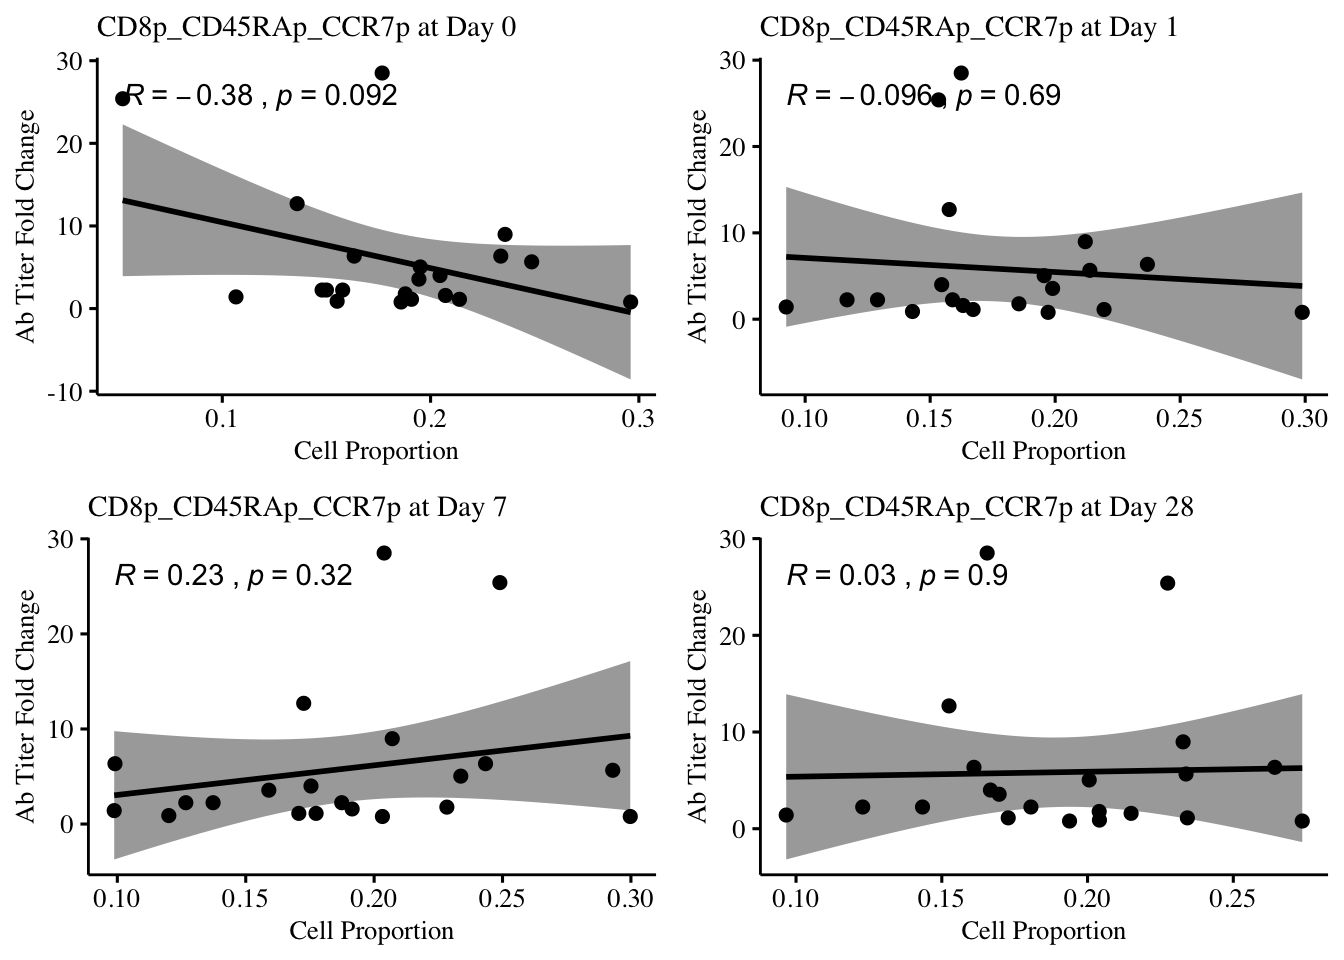 CD8p_CD45RAp_CCR7p at Day 0
R = −0.38 , p = 0.092
Ab Titer Fold Change
30
20
10
0
-10
0.1 0.2 0.3
Cell Proportion
CD8p_CD45RAp_CCR7p at Day 1
R = −0.096, p = 0.69
Ab Titer Fold Change
30
20
10
0
0.10 0.15 0.20 0.25 0.30
Cell Proportion
CD8p_CD45RAp_CCR7p at Day 7
R = 0.23 , p = 0.32
Ab Titer Fold Change
30
20
10
0
0.10 0.15 0.20 0.25 0.30
Cell Proportion
CD8p_CD45RAp_CCR7p at Day 28
R = 0.03 , p = 0.9
Ab Titer Fold Change
30
20
10
0
0.10 0.15 0.20 0.25
Cell Proportion